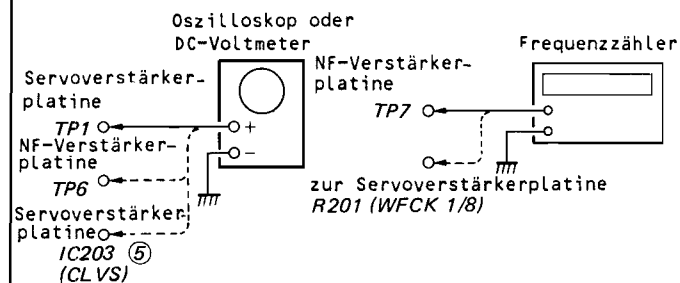 Oszilloskop oder
DC-Voltmeter
Servoverstärker-
platine
TP1
+
−
NF-Verstärker-
platine
TP6
Servoverstärker
platine
IC203 ⑤
(CLVS)
NF-Verstärker-
platine
TP7
Frequenzzähler
zur Servoverstärkerplatine
R201 (WFCK 1/8)